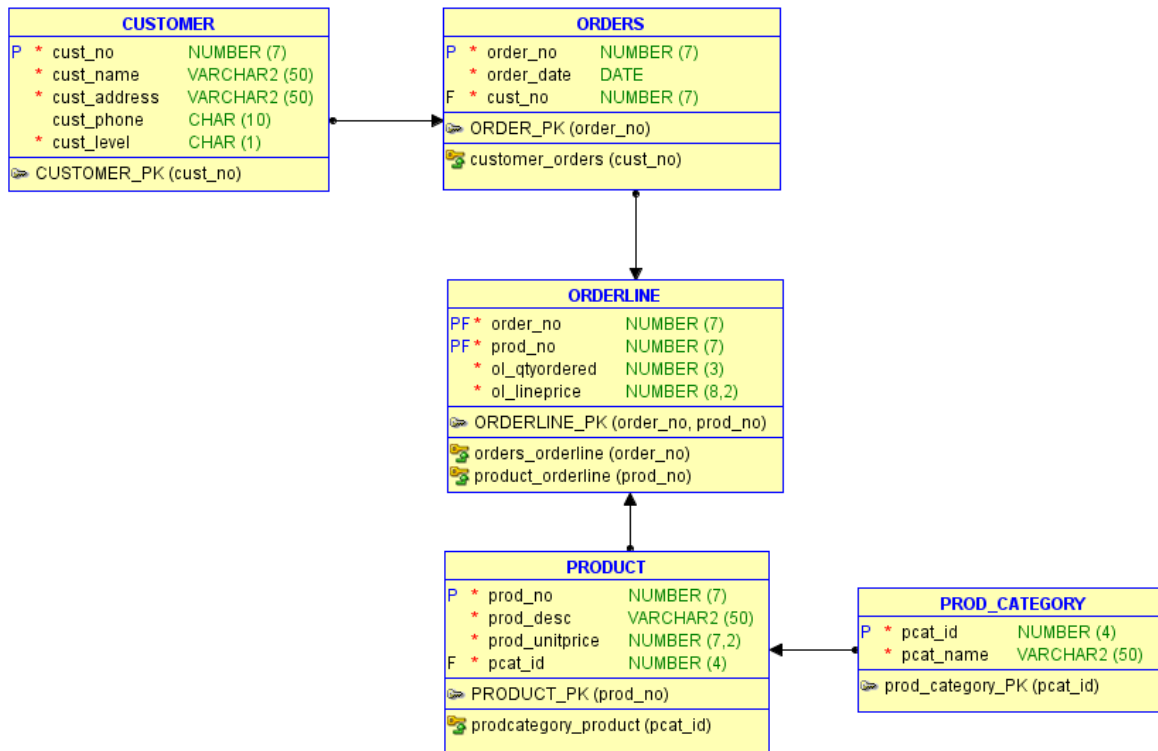 CUSTOMER
P * cust_no NUMBER (7)
* cust_name VARCHAR2 (50)
* cust_address VARCHAR2 (50)
cust_phone CHAR (10)
* cust_level CHAR (1)
CUSTOMER_PK (cust_no)
ORDERS
P * order_no NUMBER (7)
* order_date DATE
F * cust_no NUMBER (7)
ORDER_PK (order_no)
customer_orders (cust_no)
ORDERLINE
PF * order_no NUMBER (7)
PF * prod_no NUMBER (7)
* ol_qtyordered NUMBER (3)
* ol_lineprice NUMBER (8,2)
ORDERLINE_PK (order_no, prod_no)
orders_orderline (order_no)
product_orderline (prod_no)
PRODUCT
P * prod_no NUMBER (7)
* prod_desc VARCHAR2 (50)
* prod_unitprice NUMBER (7,2)
F * pcat_id NUMBER (4)
PRODUCT_PK (prod_no)
prodcategory_product (pcat_id)
PROD_CATEGORY
P * pcat_id NUMBER (4)
* pcat_name VARCHAR2 (50)
prod_category_PK (pcat_id)